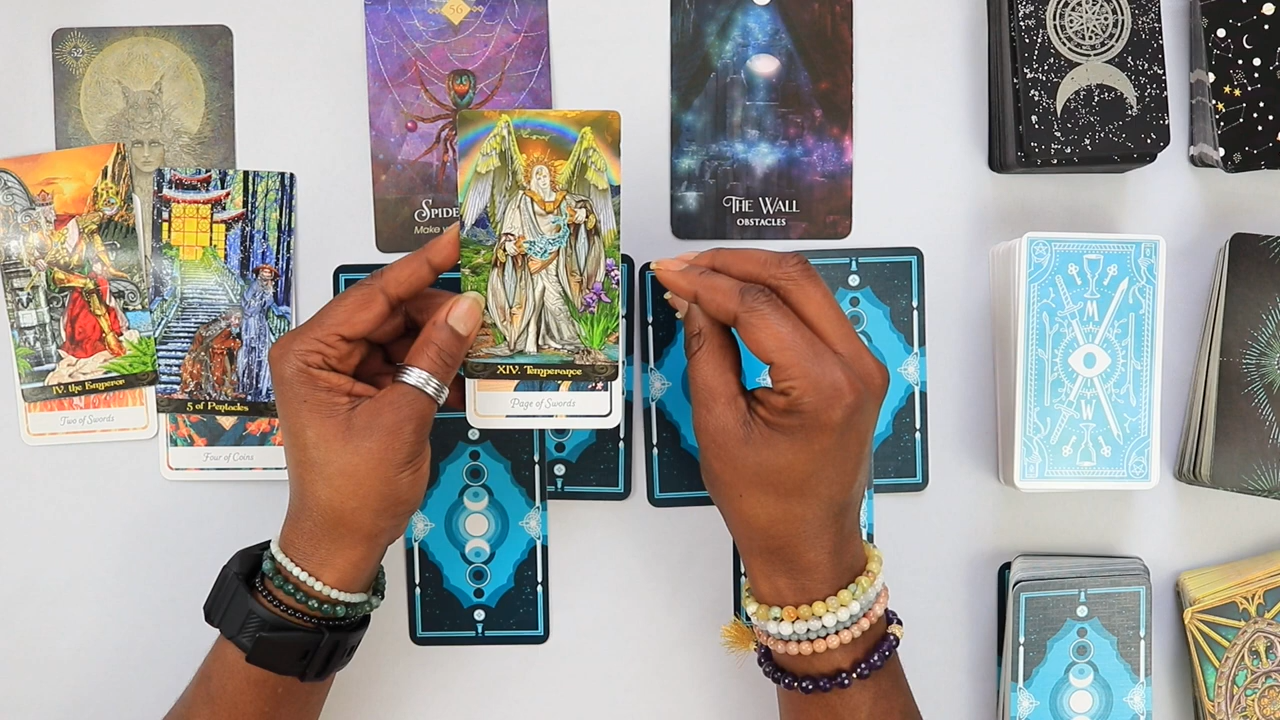 52
IV. the Emperor
Two of Swords
5 of Pentacles
Four of Coins
56
SPIDE
Make
XIV. Temperance
Page of Swords
THE WALL
OBSTACLES
M
W